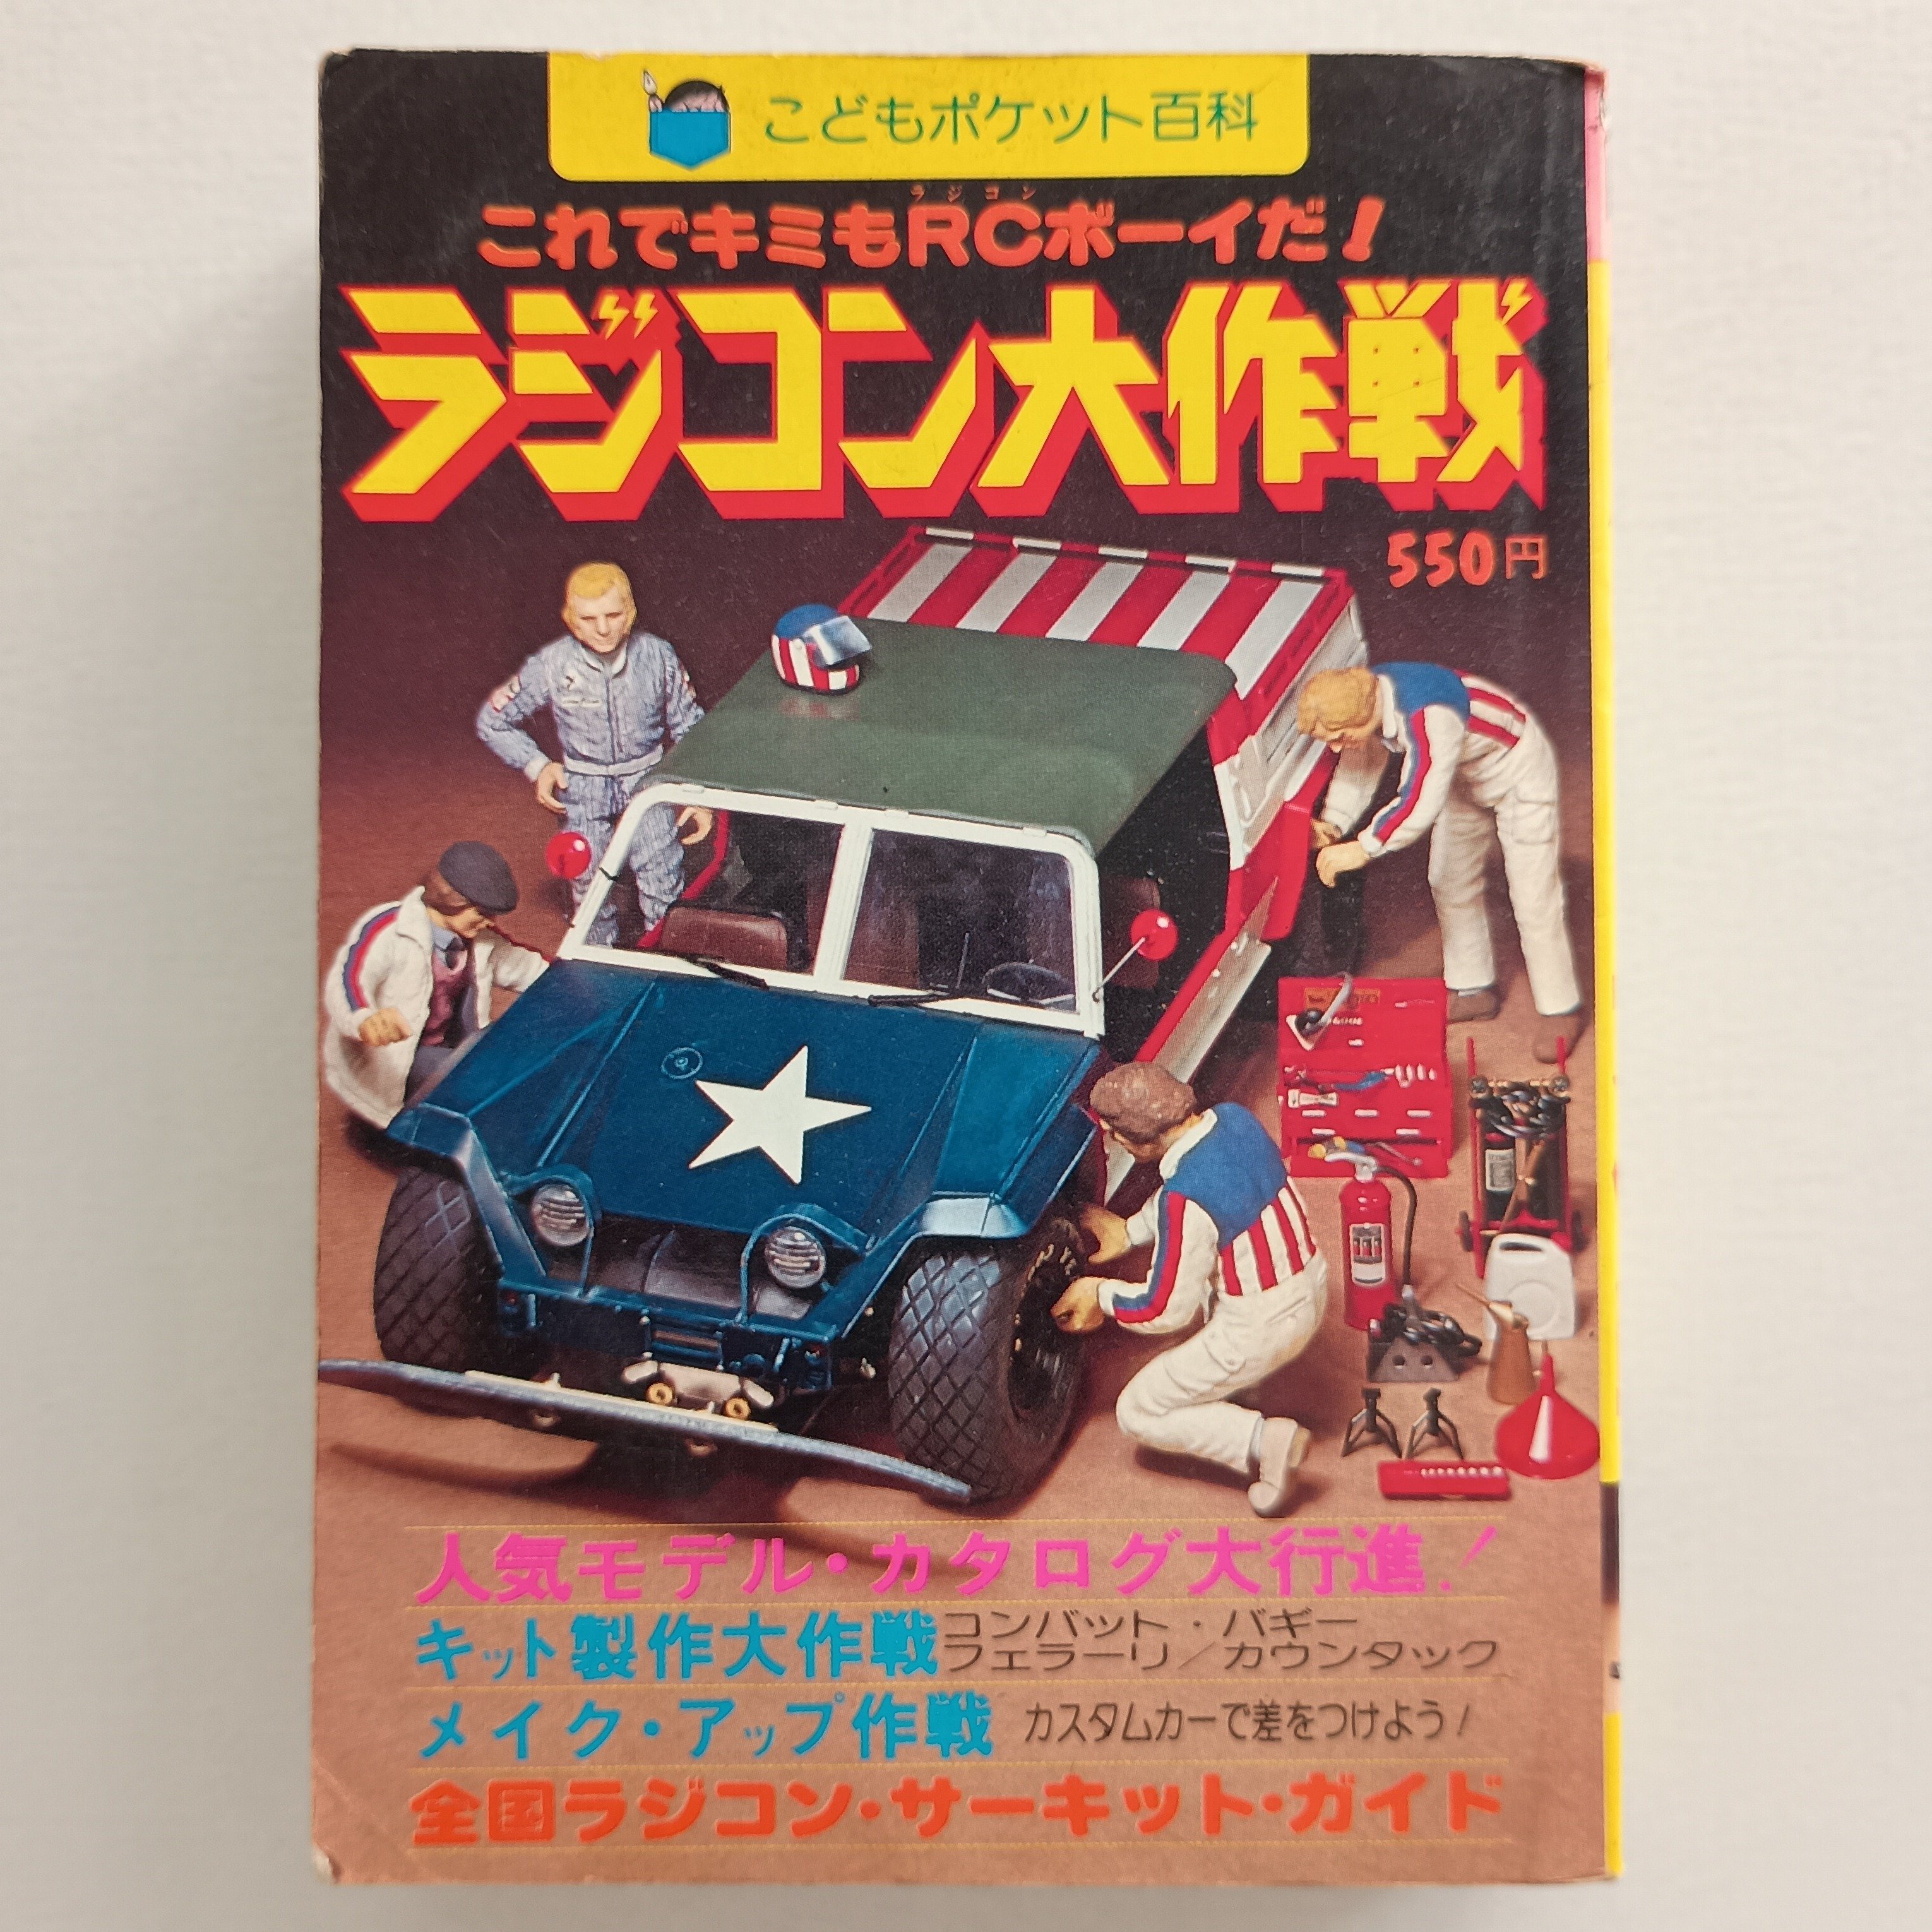 こどもポケット百科
ラジコン
これでキミもRCボーイだ!
ラジコン大作戦
550円
人気モデル・カタログ大行進!
キット製作大作戦 コンバット・バギー
フェラーリ/カウンタック
メイク・アップ作戦 カスタムカーで差をつけよう!
全国ラジコン・サーキット・ガイド